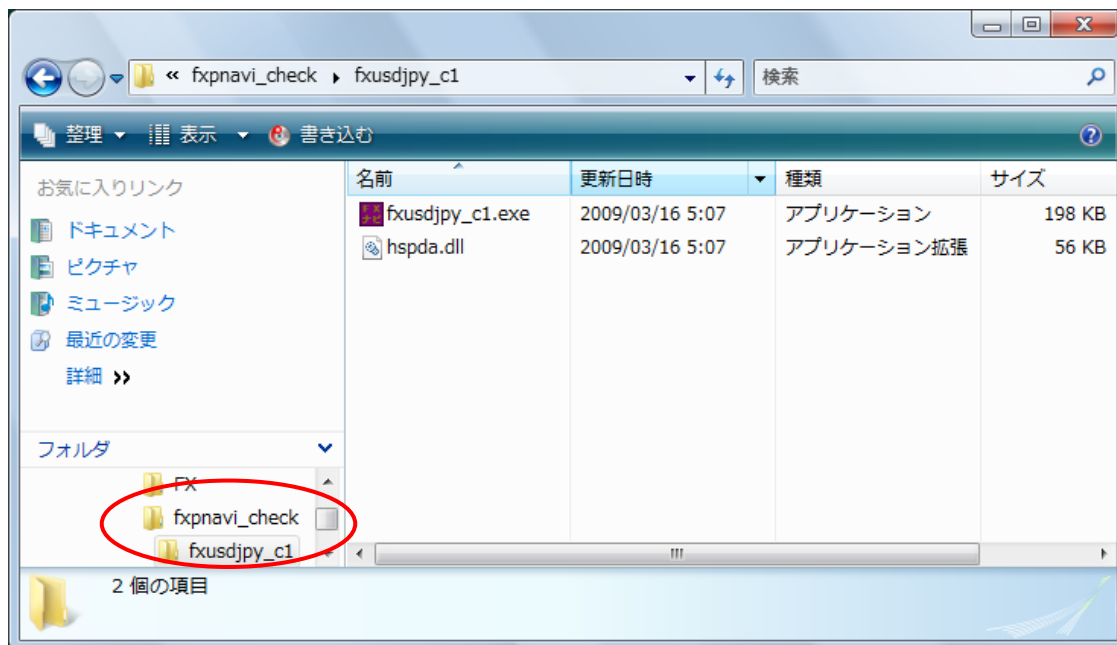 « fxpnavi_check ▸ fxusdjpy_c1 検索
整理 表示 書き込む
お気に入りリンク
ドキュメント
ピクチャ
ミュージック
最近の変更
詳細 >>
フォルダ
FX
fxpnavi_check
fxusdjpy_c1
名前 更新日時 種類 サイズ
fxusdjpy_c1.exe 2009/03/16 5:07 アプリケーション 198 KB
hspda.dll 2009/03/16 5:07 アプリケーション拡張 56 KB
2 個の項目